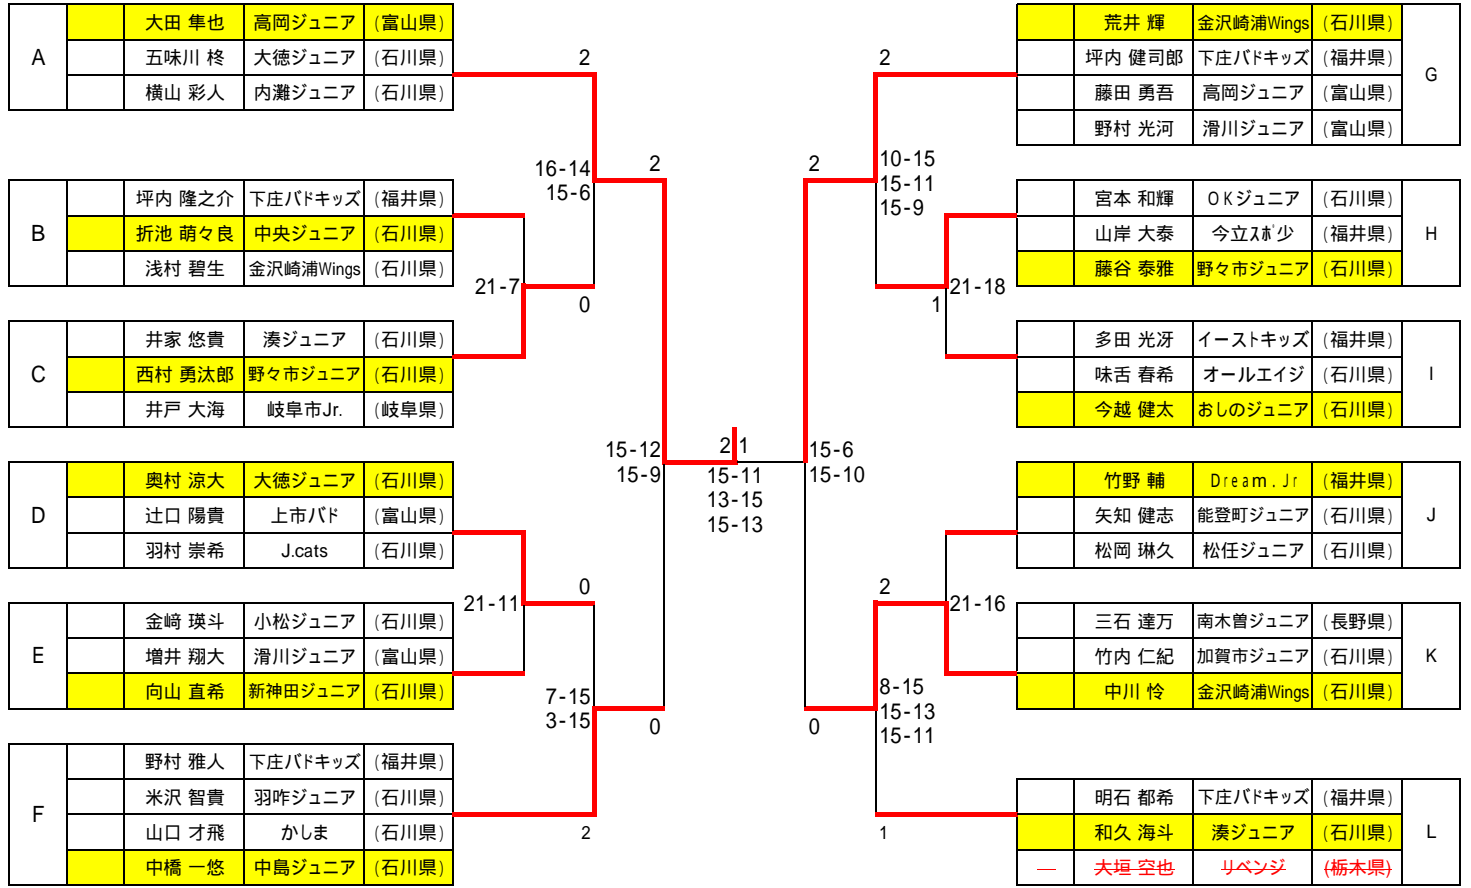 A
大田 隼也 高岡ジュニア (富山県)
五味川 柊 大徳ジュニア (石川県)
横山 彩人 内灘ジュニア (石川県)
B
坪内 隆之介 下庄バドキッズ (福井県)
折池 萌々良 中央ジュニア (石川県)
浅村 碧生 金沢崎浦Wings (石川県)
C
井家 悠貴 湊ジュニア (石川県)
西村 勇汰郎 野々市ジュニア (石川県)
井戸 大海 岐阜市Jr. (岐阜県)
D
奥村 涼大 大徳ジュニア (石川県)
辻口 陽貴 上市バド (富山県)
羽村 崇希 J.cats (石川県)
E
金﨑 瑛斗 小松ジュニア (石川県)
増井 翔大 滑川ジュニア (富山県)
向山 直希 新神田ジュニア (石川県)
F
野村 雅人 下庄バドキッズ (福井県)
米沢 智貴 羽咋ジュニア (石川県)
山口 才飛 かしま (石川県)
中橋 一悠 中島ジュニア (石川県)
2
16-14
15-6
2
21-7
0
15-12
15-9
21-11
0
7-15
3-15
0
2
2 1
15-11
13-15
15-13
2
2
10-15
15-11
15-9
21-18
1
15-6
15-10
2
21-16
8-15
15-13
15-11
0
1
荒井 輝 金沢崎浦Wings (石川県)
坪内 健司郎 下庄バドキッズ (福井県)
藤田 勇吾 高岡ジュニア (富山県)
野村 光河 滑川ジュニア (富山県)
G
宮本 和輝 OKジュニア (石川県)
山岸 大泰 今立スポ少 (福井県)
藤谷 泰雅 野々市ジュニア (石川県)
H
多田 光冴 イーストキッズ (福井県)
味舌 春希 オールエイジ (石川県)
今越 健太 おしのジュニア (石川県)
I
竹野 輔 Dream.Jr (福井県)
矢知 健志 能登町ジュニア (石川県)
松岡 琳久 松任ジュニア (石川県)
J
三石 達万 南木曽ジュニア (長野県)
竹内 仁紀 加賀市ジュニア (石川県)
中川 怜 金沢崎浦Wings (石川県)
K
明石 都希 下庄バドキッズ (福井県)
和久 海斗 湊ジュニア (石川県)
— 大垣 空也 リベンジ (栃木県)
L